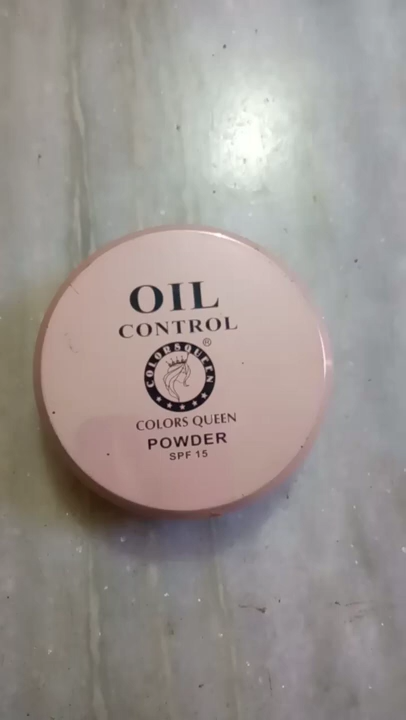 OIL
CONTROL
®
COLORSQUEEN
COLORS QUEEN
POWDER
SPF 15